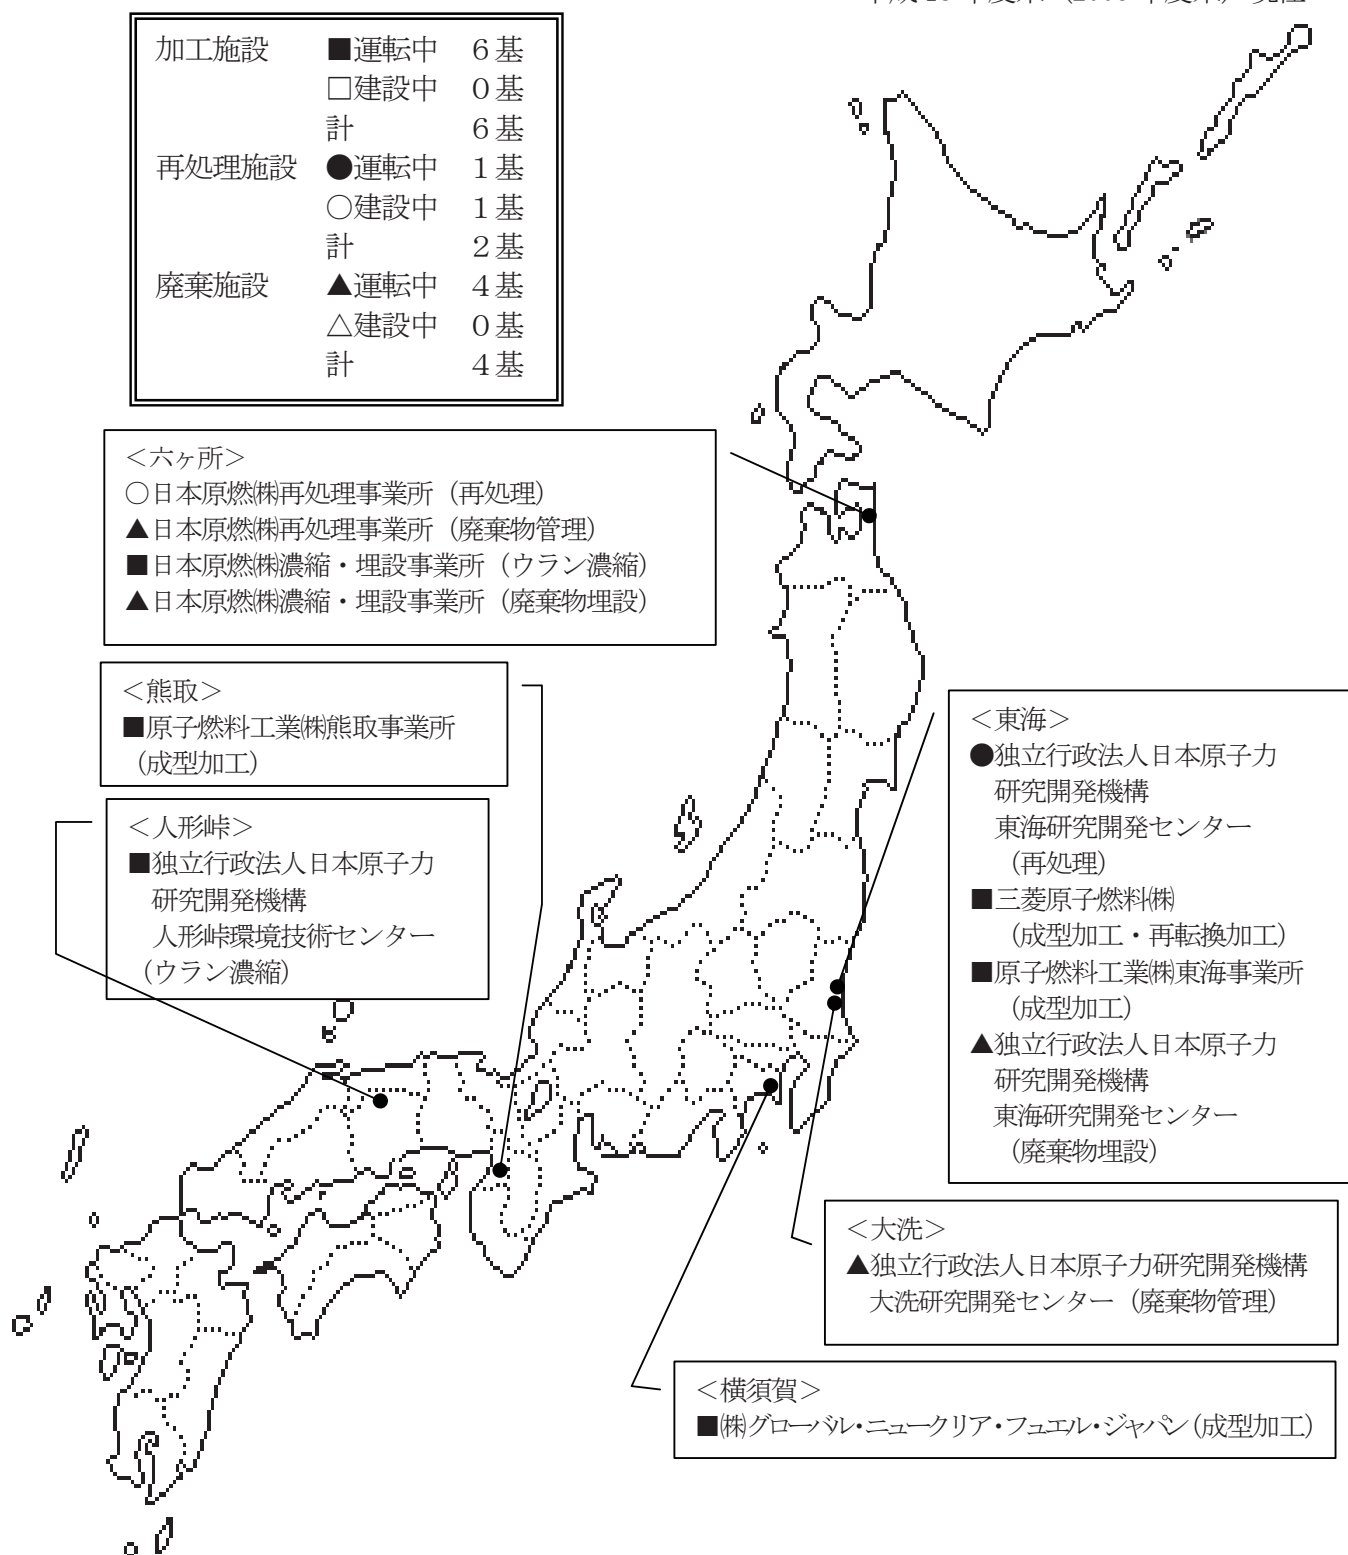 加工施設 ■運転中 6基
□建設中 0基
計 6基
再処理施設 ●運転中 1基
○建設中 1基
計 2基
廃棄施設 ▲運転中 4基
△建設中 0基
計 4基
<六ヶ所>
○日本原燃㈱再処理事業所（再処理）
▲日本原燃㈱再処理事業所（廃棄物管理）
■日本原燃㈱濃縮・埋設事業所（ウラン濃縮）
▲日本原燃㈱濃縮・埋設事業所（廃棄物埋設）
<熊取>
■原子燃料工業㈱熊取事業所
（成型加工）
<人形峠>
■独立行政法人日本原子力
研究開発機構
人形峠環境技術センター
（ウラン濃縮）
<東海>
●独立行政法人日本原子力
研究開発機構
東海研究開発センター
（再処理）
■三菱原子燃料㈱
（成型加工・再転換加工）
■原子燃料工業㈱東海事業所
（成型加工）
▲独立行政法人日本原子力
研究開発機構
東海研究開発センター
（廃棄物埋設）
<大洗>
▲独立行政法人日本原子力研究開発機構
大洗研究開発センター（廃棄物管理）
<横須賀>
■㈱グローバル・ニュークリア・フュエル・ジャパン（成型加工）